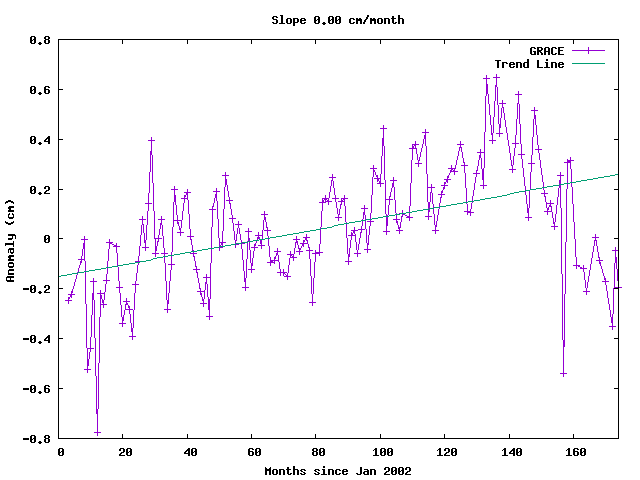 Slope 0.00 cm/month
GRACE
Trend Line
Anomaly (cm)
0.8
0.6
0.4
0.2
0
-0.2
-0.4
-0.6
-0.8
0 20 40 60 80 100 120 140 160
Months since Jan 2002